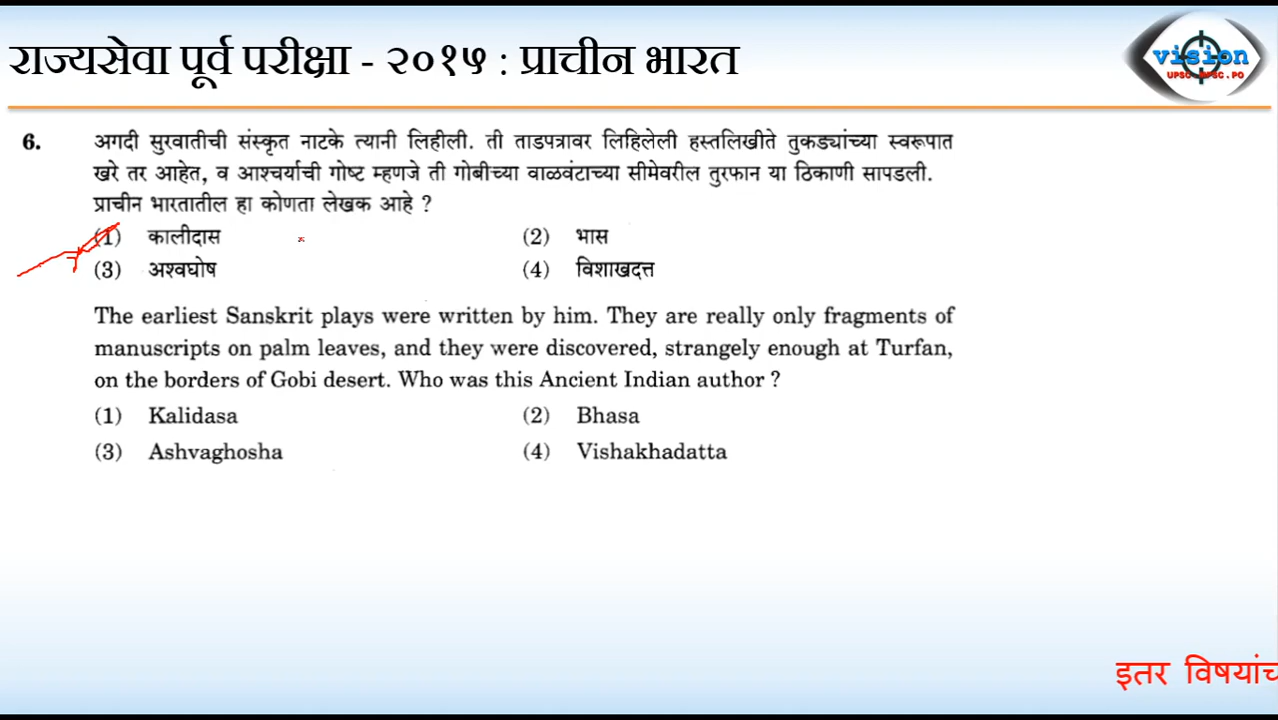 राज्यसेवा पूर्व परीक्षा - २०१५ : प्राचीन भारत
vision
UPSC MPSC . PO
6. अगदी सुरवातीची संस्कृत नाटके त्यानी लिहीली. ती ताडपत्रावर लिहिलेली हस्तलिखीते तुकड्यांच्या स्वरूपात
खरे तर आहेत, व आश्चर्याची गोष्ट म्हणजे ती गोबीच्या वाळवंटाच्या सीमेवरील तुरफान या ठिकाणी सापडली.
प्राचीन भारतातील हा कोणता लेखक आहे ?
(1) कालीदास (2) भास
(3) अश्वघोष (4) विशाखदत्त
The earliest Sanskrit plays were written by him. They are really only fragments of
manuscripts on palm leaves, and they were discovered, strangely enough at Turfan,
on the borders of Gobi desert. Who was this Ancient Indian author ?
(1) Kalidasa (2) Bhasa
(3) Ashvaghosha (4) Vishakhadatta
इतर